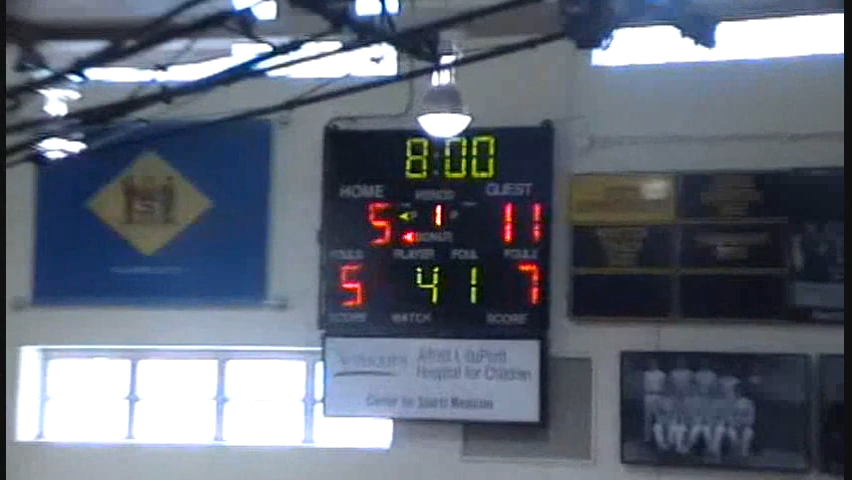 8:00
HOME PERIOD GUEST
5 1 11
BONUS
FOULS PLAYER FOUL FOULS
5 4 1 7
SCORE MATCH SCORE
NEMOURS Alfred I. duPont
Hospital for Children
Center for Sports Medicine